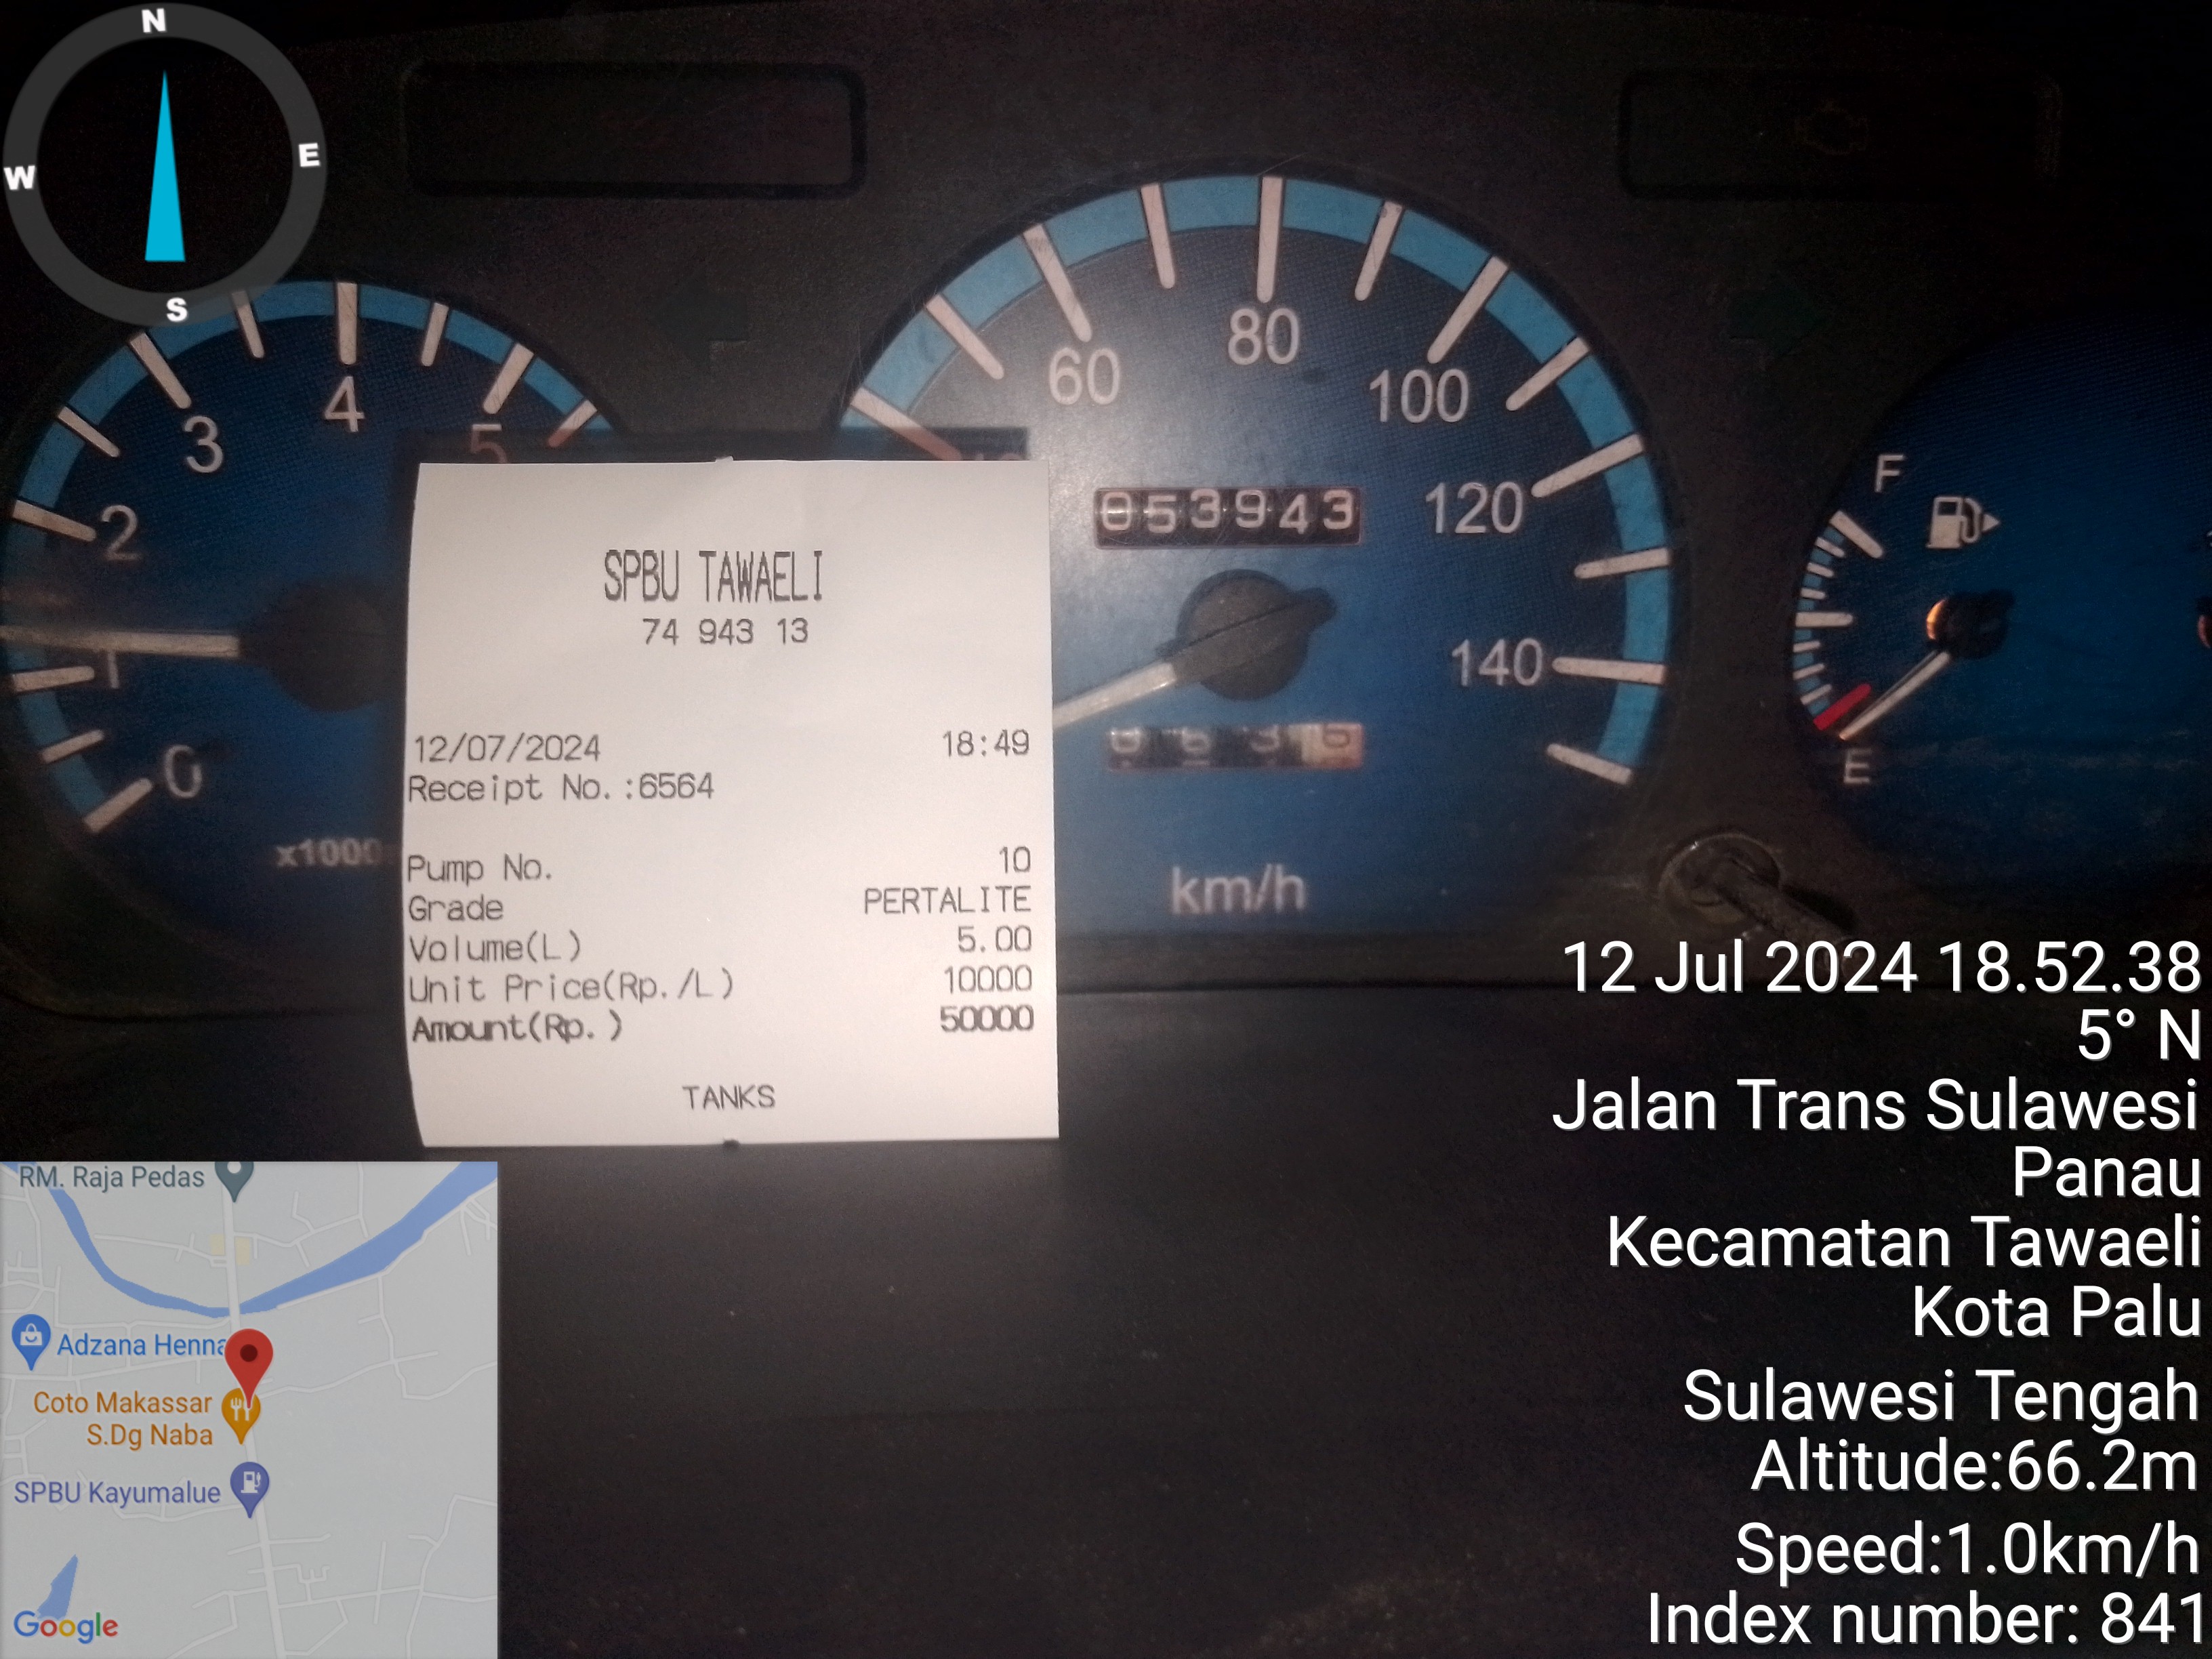 N
E
W
S
0
1
2
3
4
5
x1000
60
80
100
120
140
053943
km/h
F
E
SPBU TAWAELI
74 943 13
12/07/2024 18:49
Receipt No.:6564
Pump No. 10
Grade PERTALITE
Volume(L) 5.00
Unit Price(Rp./L) 10000
Amount(Rp.) 50000
TANKS
12 Jul 2024 18.52.38
5° N
Jalan Trans Sulawesi
Panau
Kecamatan Tawaeli
Kota Palu
Sulawesi Tengah
Altitude:66.2m
Speed:1.0km/h
Index number: 841
RM. Raja Pedas
Adzana Henna
Coto Makassar
S.Dg Naba
SPBU Kayumalue
Google